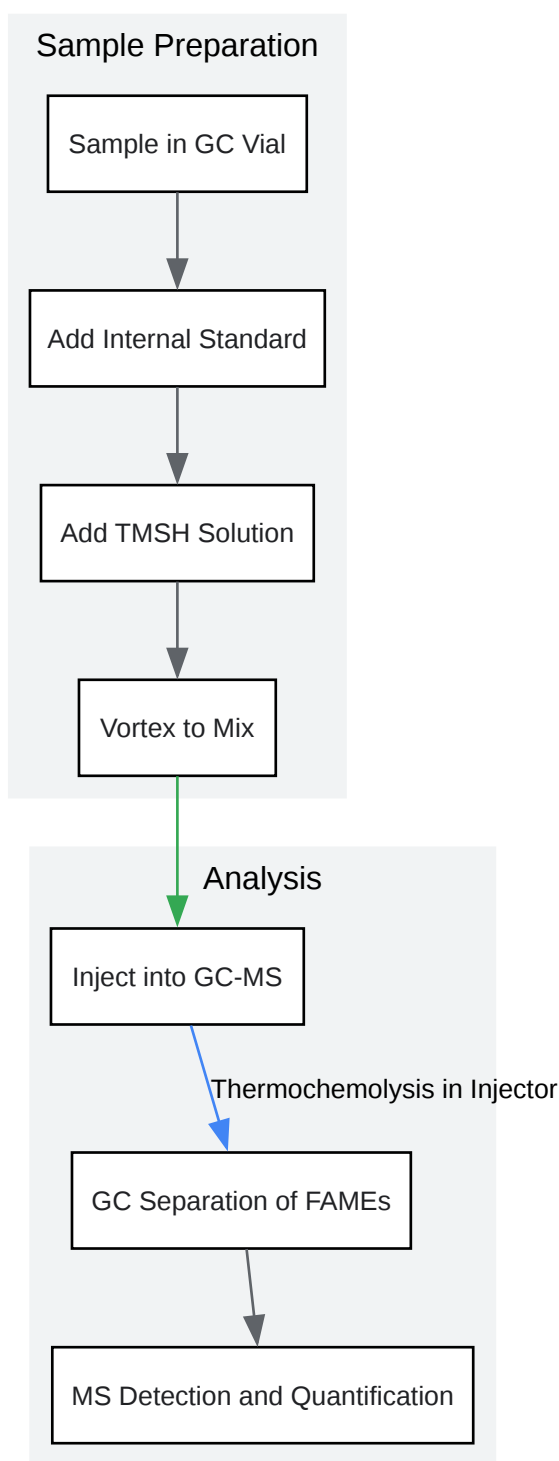 Sample Preparation
Sample in GC Vial
Add Internal Standard
Add TMSH Solution
Vortex to Mix
Analysis
Inject into GC-MS
Thermochemolysis in Injector
GC Separation of FAMEs
MS Detection and Quantification